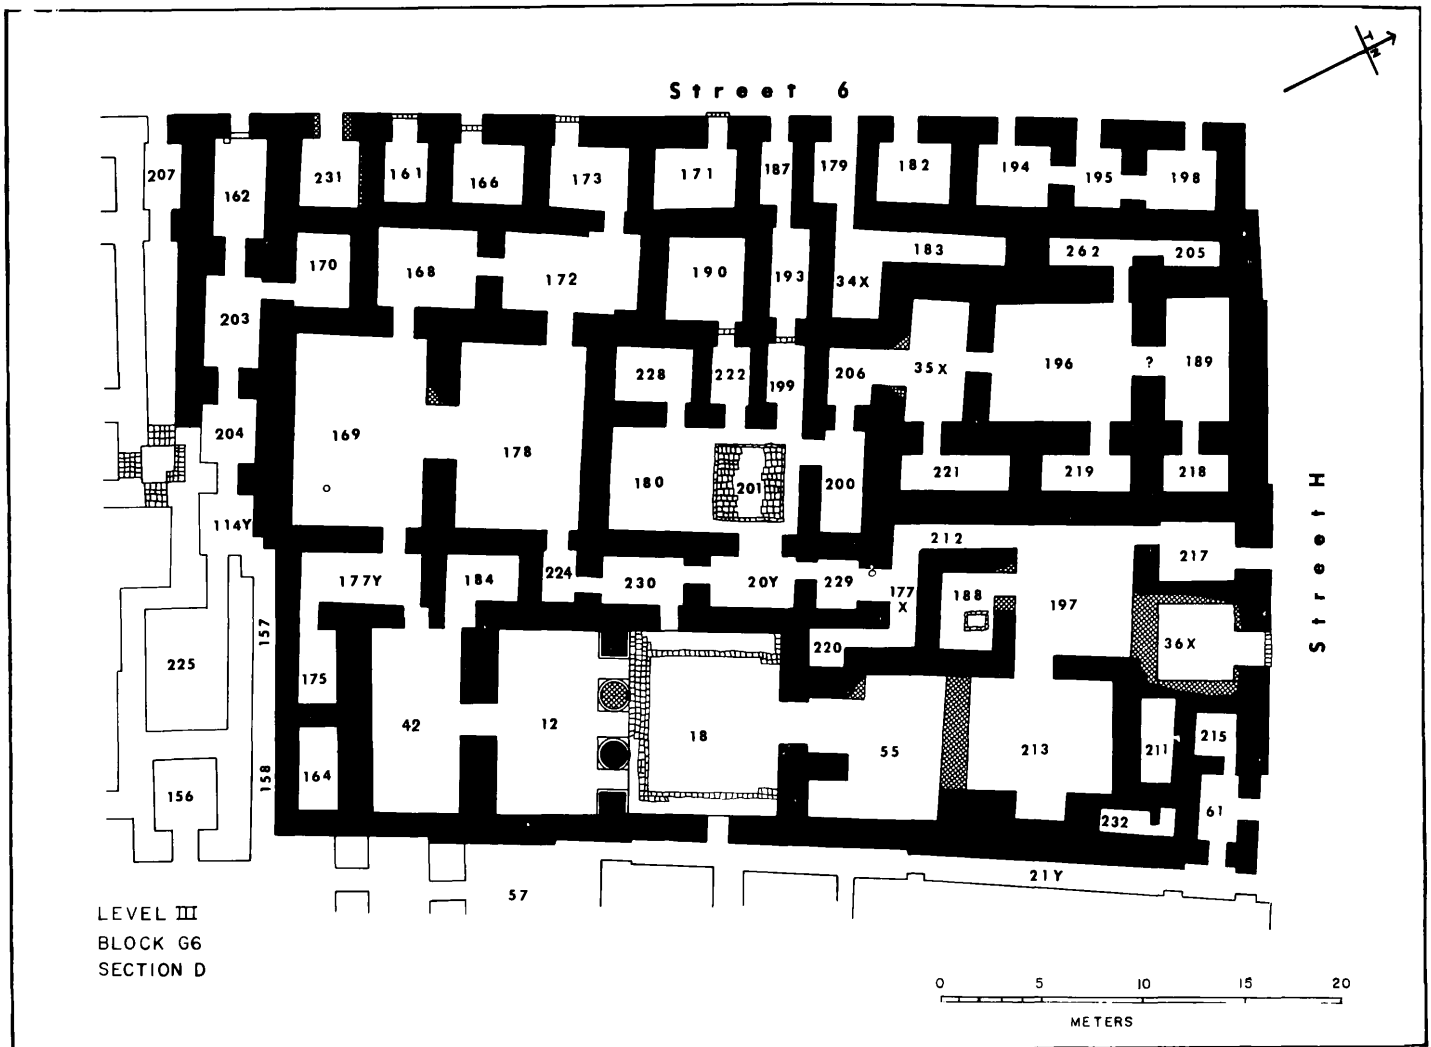 TN
Street 6
207 162 231 161 166 173 171 187 179 182 194 195 198
170 168 172 190 193 34X 183 262 205
203 228 222 199 206 35X 196 ? 189
204 169 178 180 201 200 221 219 218
Street H
114Y 212 217
177Y 184 224 230 20Y 229 177X 188 197
157 225 175 220 36X
42 12 18 55 213 211 215
158 164 156 232 61
21Y
57
LEVEL III
BLOCK G6
SECTION D
0 5 10 15 20
METERS